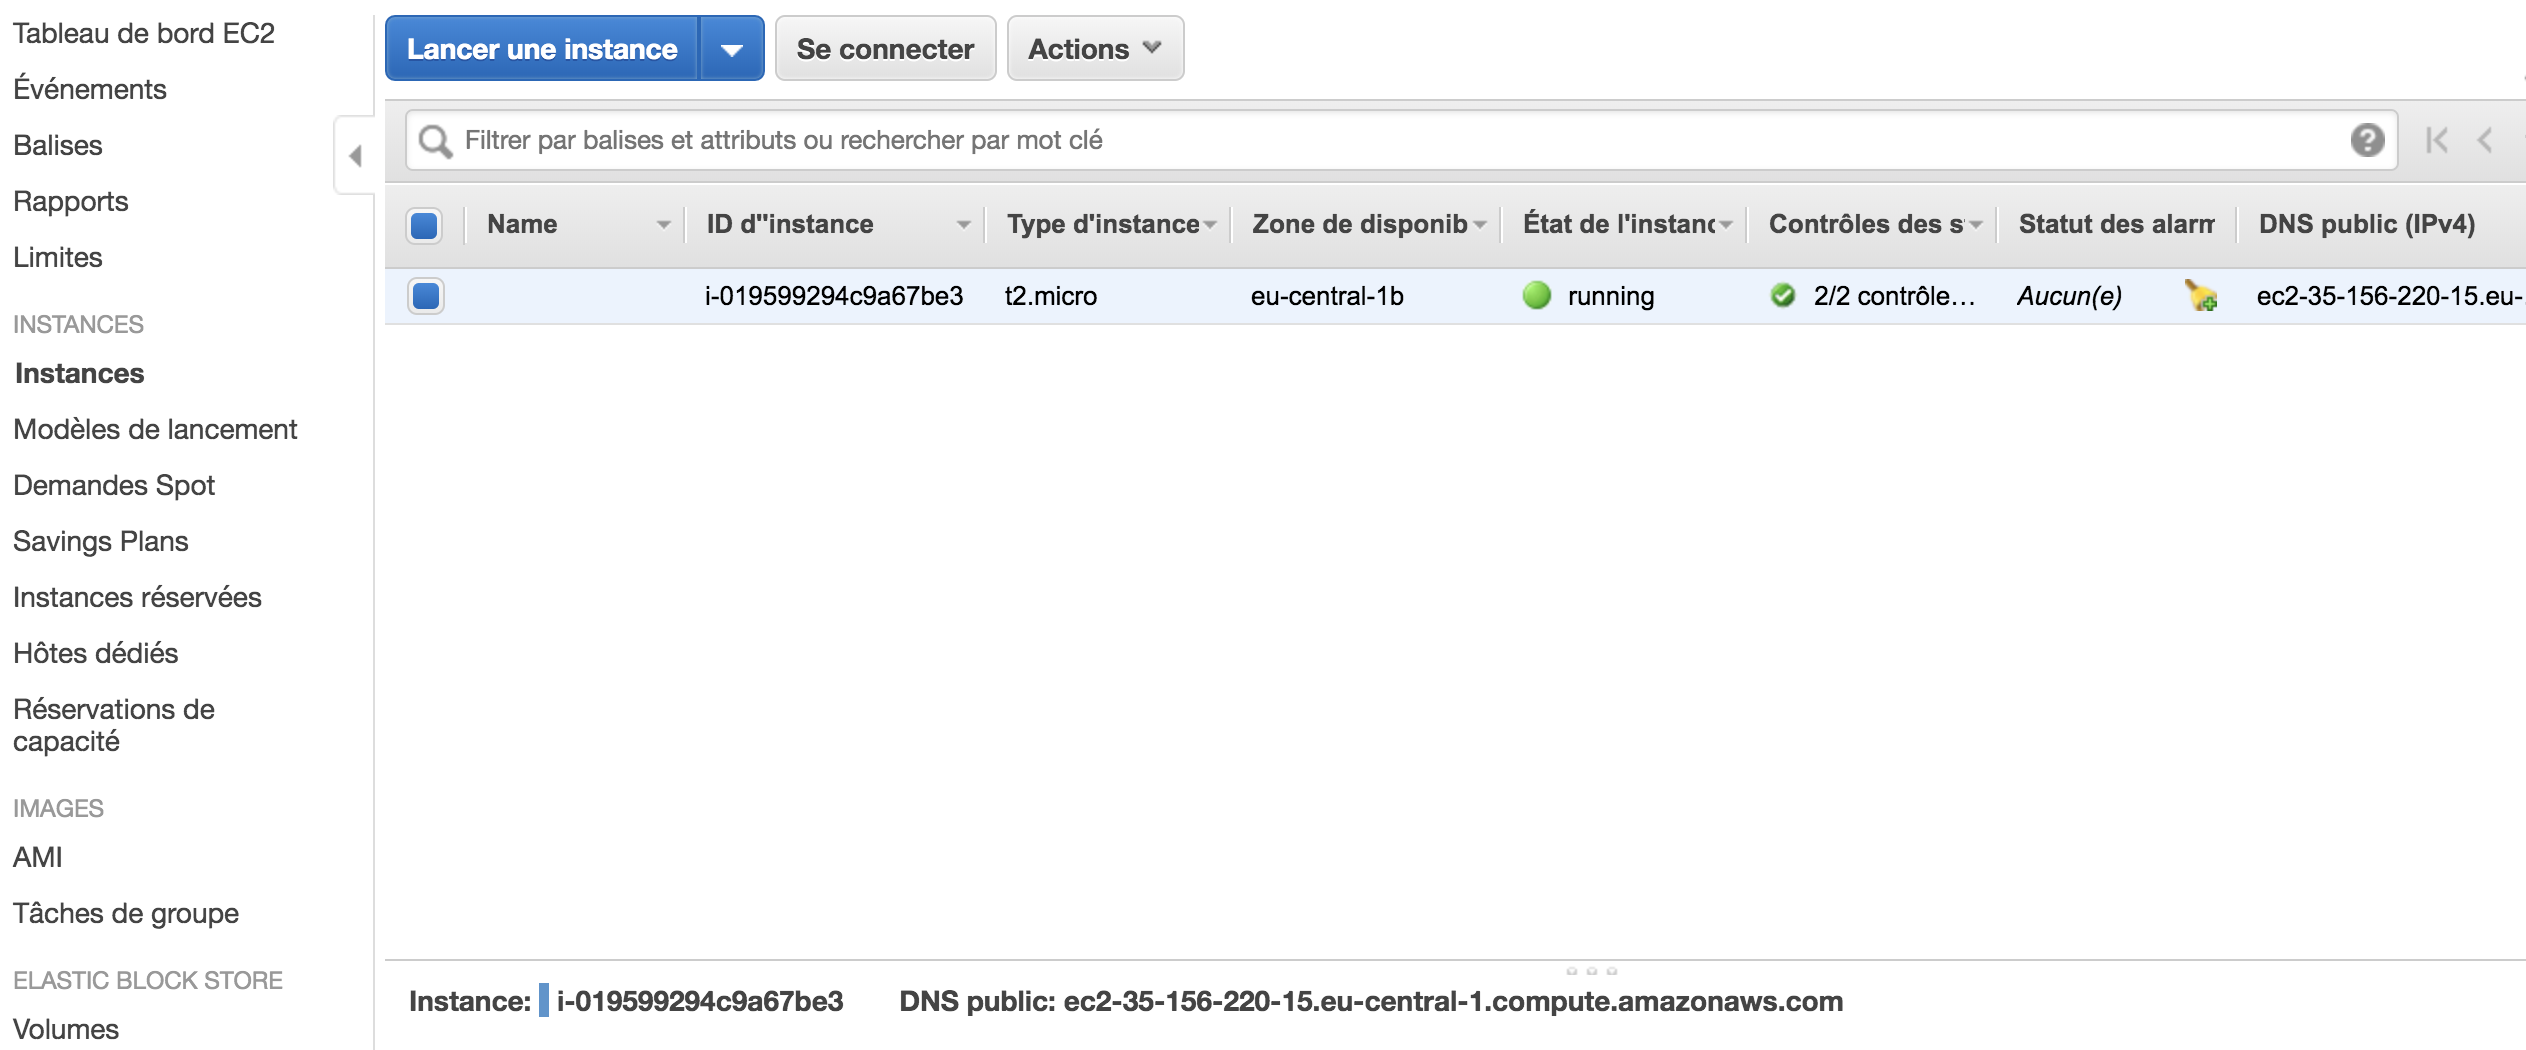 Tableau de bord EC2
Événements
Balises
Rapports
Limites
INSTANCES
Instances
Modèles de lancement
Demandes Spot
Savings Plans
Instances réservées
Hôtes dédiés
Réservations de
capacité
IMAGES
AMI
Tâches de groupe
ELASTIC BLOCK STORE
Volumes
Lancer une instance Se connecter Actions
Filtrer par balises et attributs ou rechercher par mot clé
Name ID d''instance Type d'instance Zone de disponib État de l'instanc Contrôles des s Statut des alarm DNS public (IPv4)
i-019599294c9a67be3 t2.micro eu-central-1b running 2/2 contrôle… Aucun(e) ec2-35-156-220-15.eu-
Instance: i-019599294c9a67be3 DNS public: ec2-35-156-220-15.eu-central-1.compute.amazonaws.com